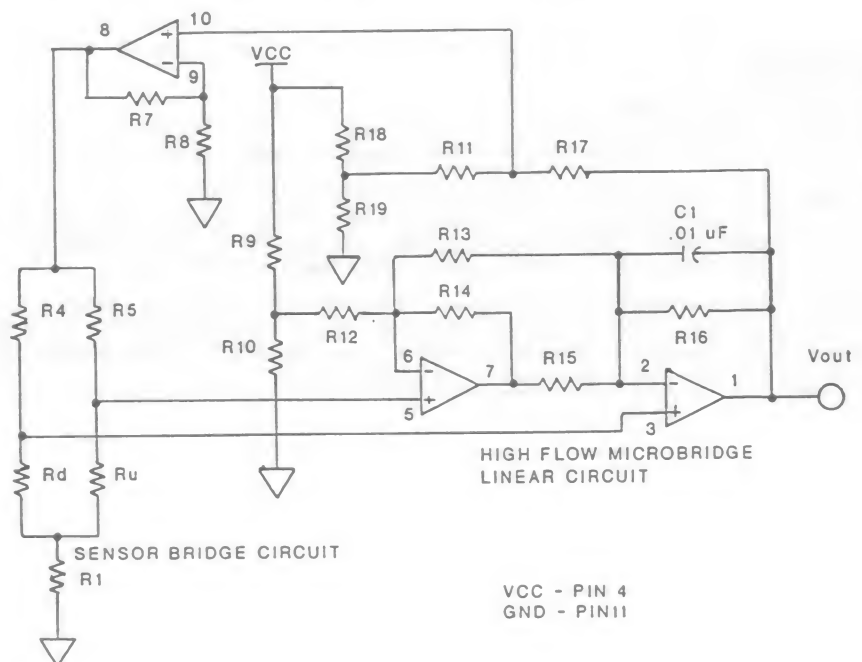 8
10
VCC
9
R7
R8
R18
R11
R17
R19
C1
.01 uF
R13
R9
R4
R5
R14
R12
R10
R16
6
7
R15
2
1
Vout
5
3
HIGH FLOW MICROBRIDGE
LINEAR CIRCUIT
Rd
Ru
SENSOR BRIDGE CIRCUIT
R1
VCC - PIN 4
GND - PIN11